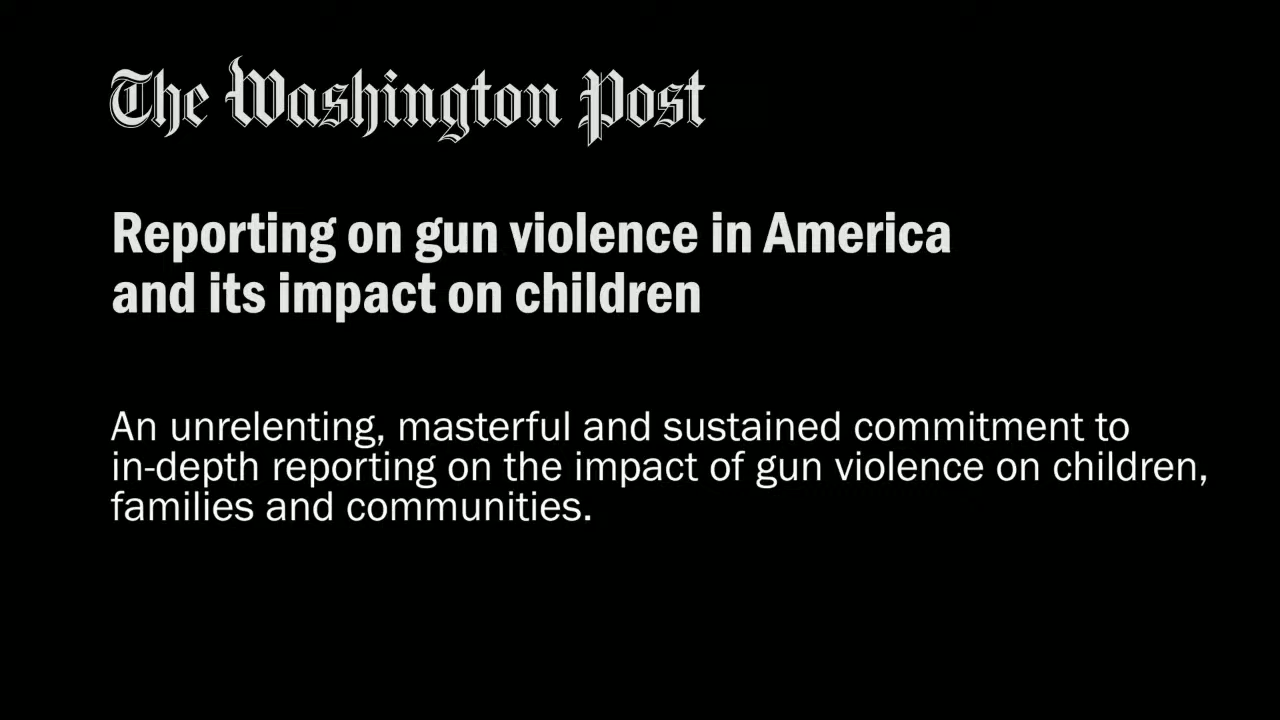 The Washington Post
Reporting on gun violence in America
and its impact on children
An unrelenting, masterful and sustained commitment to
in-depth reporting on the impact of gun violence on children,
families and communities.